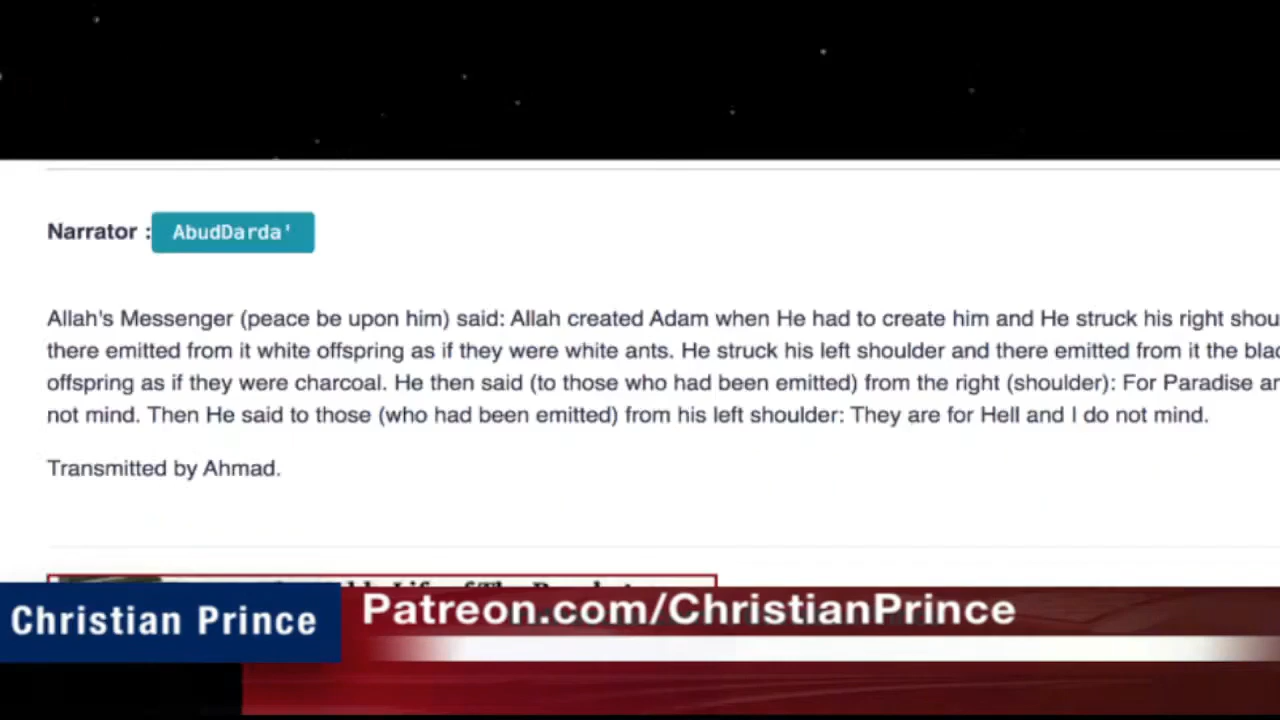 Narrator : AbudDarda'
Allah's Messenger (peace be upon him) said: Allah created Adam when He had to create him and He struck his right
there emitted from it white offspring as if they were white ants. He struck his left shoulder and there emitted from it the
offspring as if they were charcoal. He then said (to those who had been emitted) from the right (shoulder): For Paradise
not mind. Then He said to those (who had been emitted) from his left shoulder: They are for Hell and I do not mind.
Transmitted by Ahmad.
Life of The
Christian Prince
Patreon.com/ChristianPrince